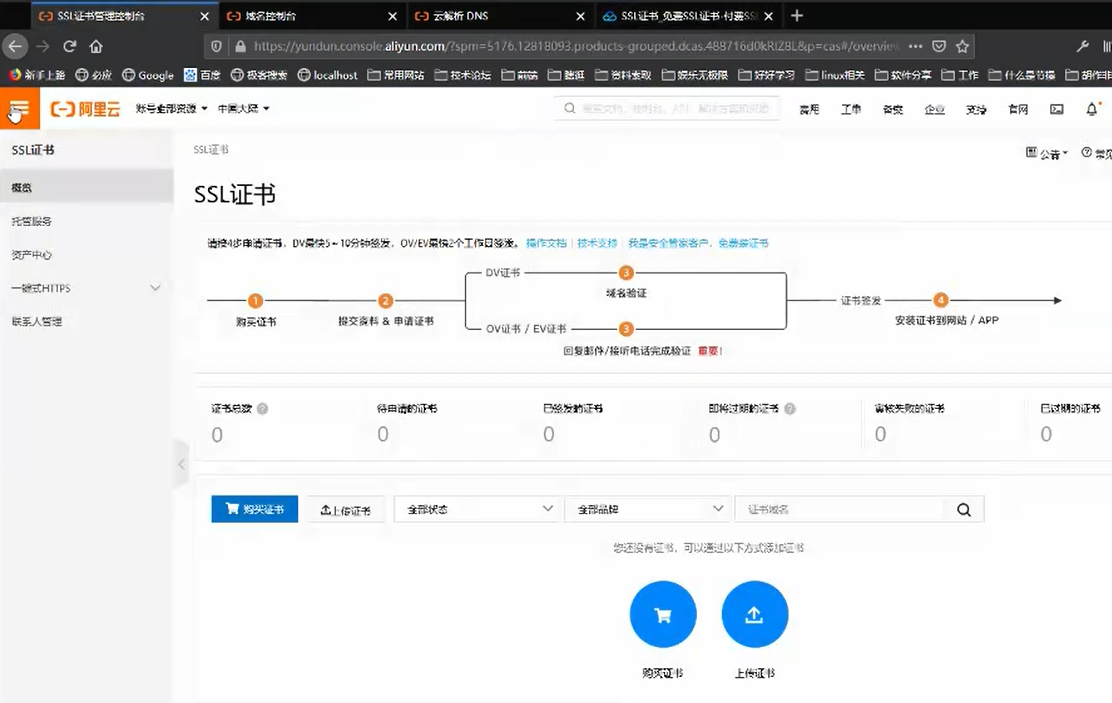 SSL证书管理控制台 域名控制台 云解析 DNS SSL证书_免费SSL证书-付费SS
https://yundun.console.aliyun.com/?spm=5176.12818093.products-grouped.dcas.488716d0kRIZ8L&p=cas#/overview
新手上路 必应 Google 百度 极客搜索 localhost 常用网站 技术论坛 前端 资料索取 娱乐无极限 好好学习 linux相关 软件分享 工作 什么是节操 胡作非
阿里云 账号全部资源 中国大陆 搜索文档、控制台、API、解决方案和资源 费用 工单 备案 企业 支持 官网
SSL证书 SSL证书 公告 常见
SSL证书
概览
托管服务
资产中心
一键式HTTPS
联系人管理
请按4步申请证书，DV最快5~10分钟签发，OV/EV最快2个工作日签发。 操作文档 | 技术支持 | 我是安全管家客户，免费装证书
DV证书 3
域名验证
1 2 证书签发 4
购买证书 提交资料 & 申请证书 安装证书到网站 / APP
OV证书 / EV证书 3
回复邮件/接听电话完成验证 重要!
证书总数 待申请的证书 已签发的证书 即将过期的证书 审核失败的证书 已过期的证书
0 0 0 0 0 0
购买证书 上传证书 全部状态 全部品牌 证书域名
您还没有证书，可以通过以下方式添加证书
购买证书 上传证书